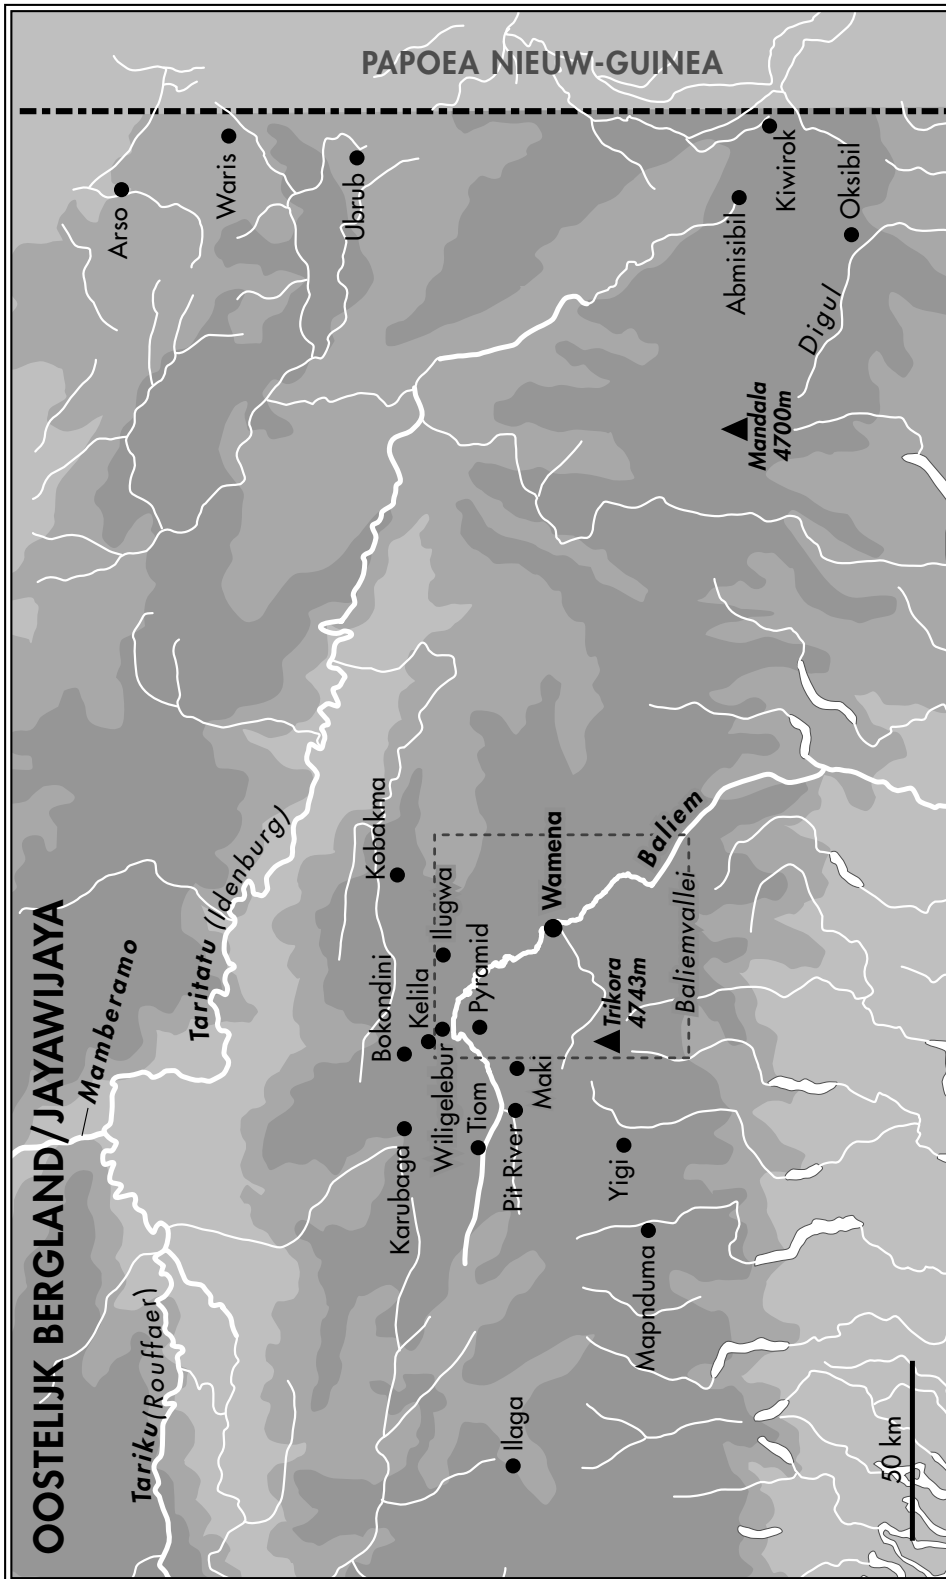 OOSTELIJK BERGLAND/JAYAWIJAYA
PAPOEA NIEUW-GUINEA
Mamberamo
Tariku (Rouffaer)
Taritatu (Idenburg)
Arso
Waris
Ubrub
Kobakma
Bokondini
Karubaga
Kelila
Ilugwa
Wiligelebur
Pyramid
Tiom
Maki
Pit River
Ilaga
Wamena
Baliem
Trikora
4743m
Baliemvallei
Yigi
Mapnduma
Abmisibil
Kiwirok
Oksibil
Digul
Mandala
4700m
50 km